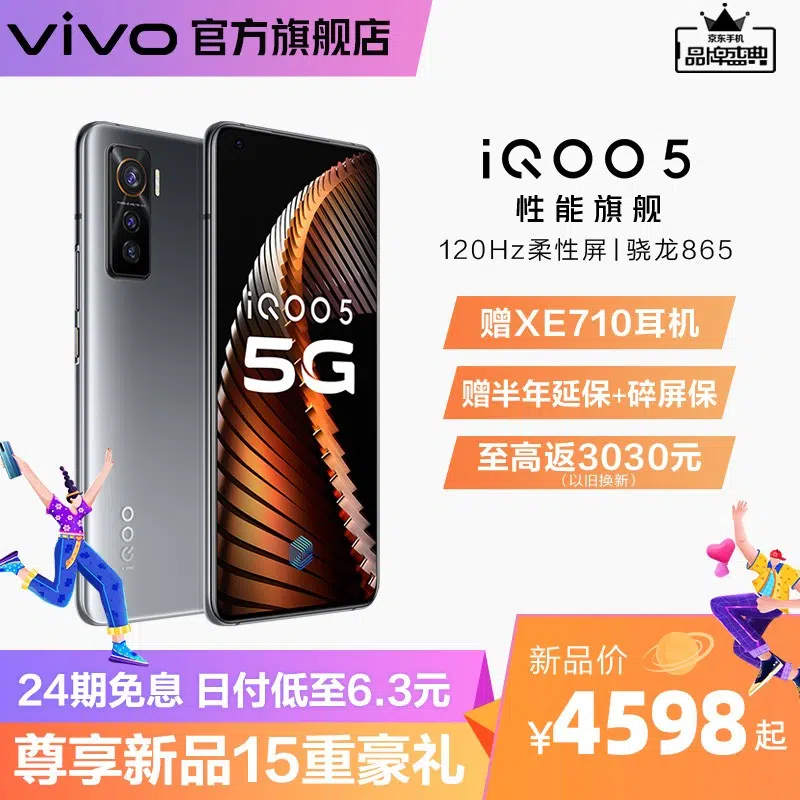 vivo 官方旗舰店
京东手机
品牌盛典
iQOO 5
性能旗舰
120Hz柔性屏|骁龙865
iQOO 5
5G
iQOO
赠XE710耳机
赠半年延保+碎屏保
至高返3030元
(以旧换新)
24期免息 日付低至6.3元
尊享新品15重豪礼
新品价
¥4598起